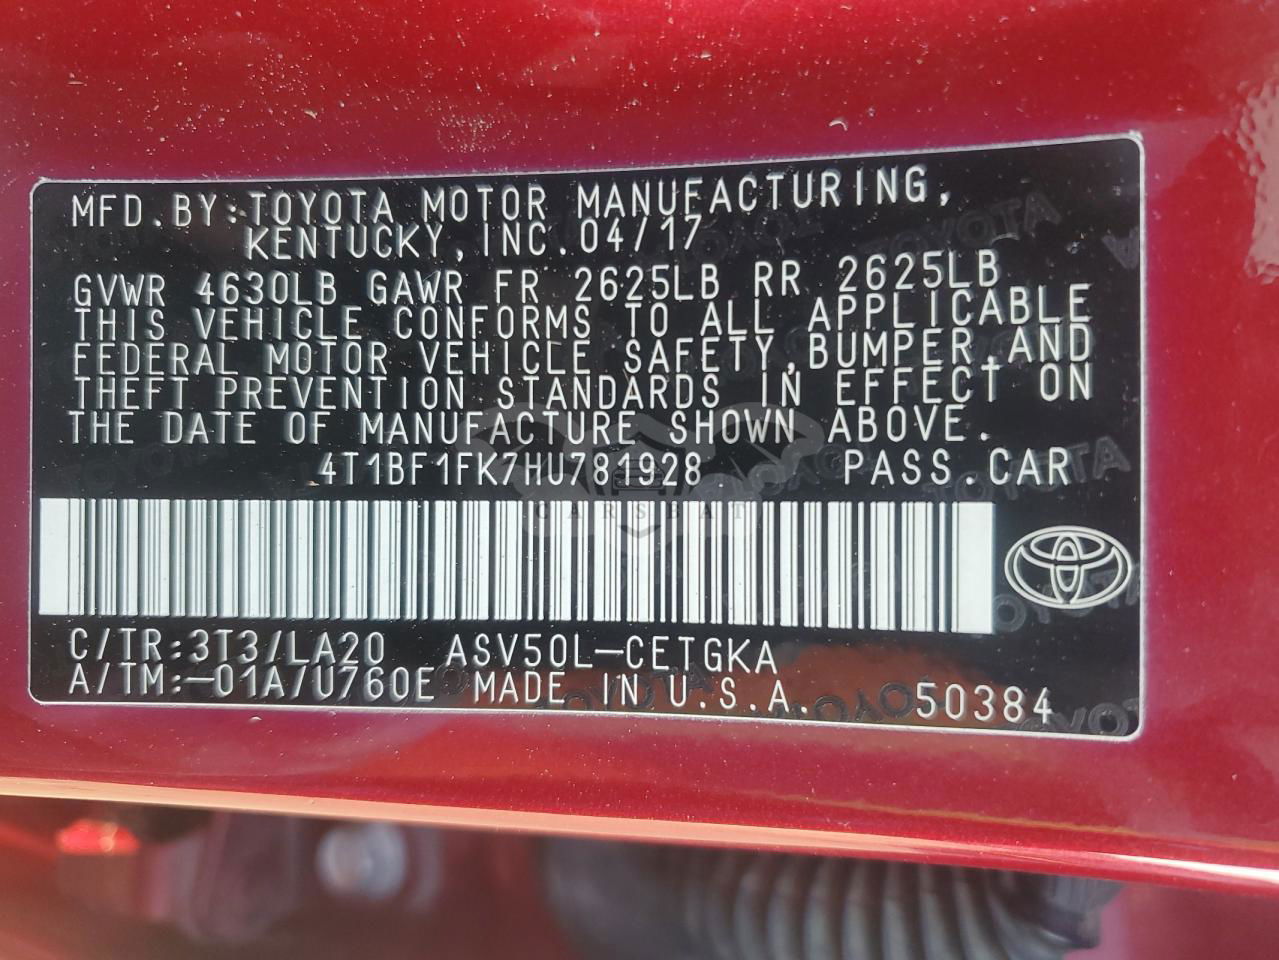 MFD.BY:TOYOTA MOTOR MANUFACTURING,
KENTUCKY, INC. 04/17
GVWR 4630LB GAWR FR 2625LB RR 2625LB
THIS VEHICLE CONFORMS TO ALL APPLICABLE
FEDERAL MOTOR VEHICLE SAFETY, BUMPER, AND
THEFT PREVENTION STANDARDS IN EFFECT ON
THE DATE OF MANUFACTURE SHOWN ABOVE.
4T1BF1FK7HU781928 PASS. CAR
CARSBAT
C/TR:3T3/LA20 ASV50L-CETGKA
A/TM:-01A/U760E MADE IN U.S.A. 50384